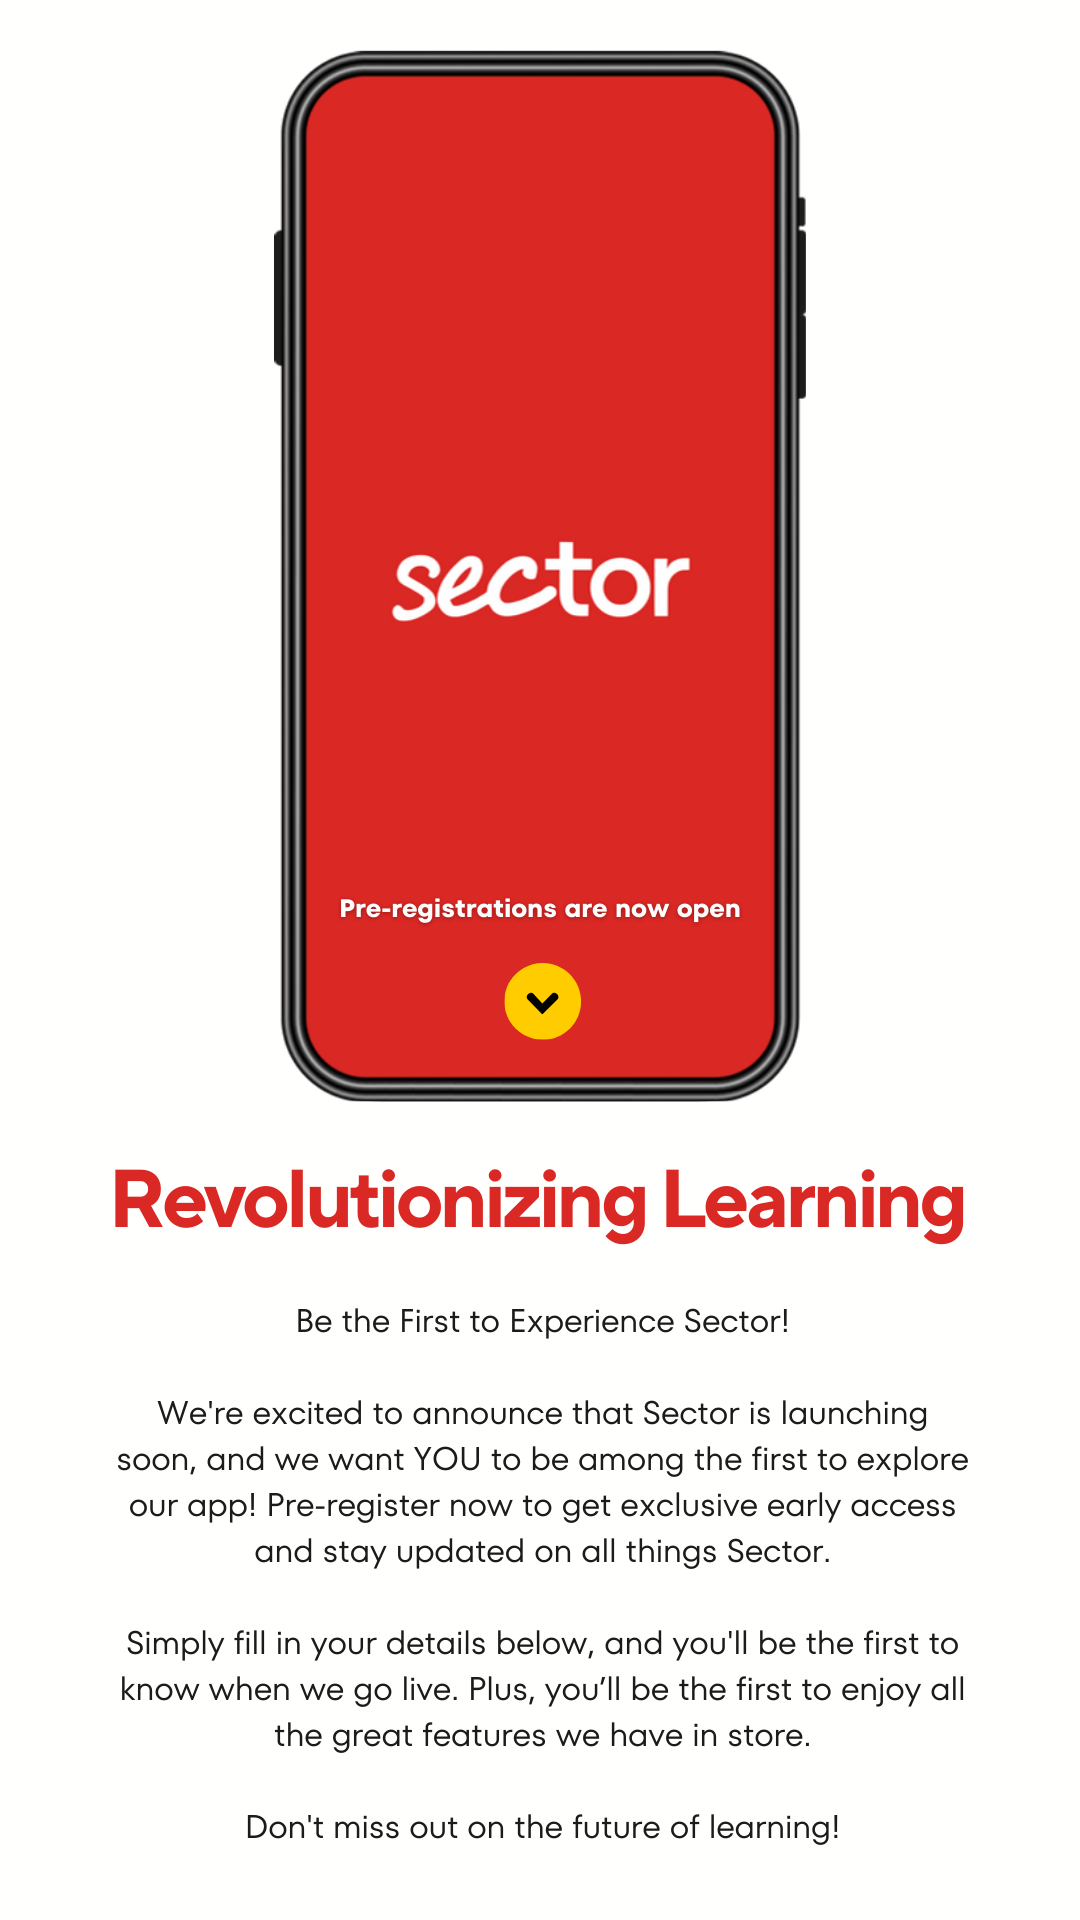 sector
Pre-registrations are now open
Revolutionizing Learning
Be the First to Experience Sector!
We're excited to announce that Sector is launching
soon, and we want YOU to be among the first to explore
our app! Pre-register now to get exclusive early access
and stay updated on all things Sector.
Simply fill in your details below, and you'll be the first to
know when we go live. Plus, you’ll be the first to enjoy all
the great features we have in store.
Don't miss out on the future of learning!